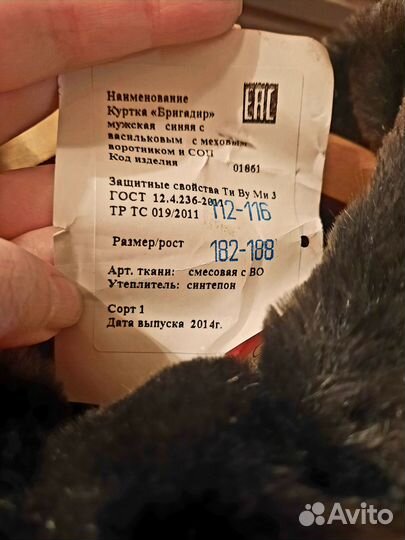 Наименование
Куртка «Бригадир»
мужская синяя с
васильковым с меховым
воротником и СОП
Код изделия 01861
EAC
Защитные свойства Ти Ву Ми З
ГОСТ 12.4.236-2011
ТР ТС 019/2011 112-116
Размер/рост 182-188
Арт. ткани: смесовая с ВО
Утеплитель: синтепон
Сорт 1
Дата выпуска 2014г.
Avito